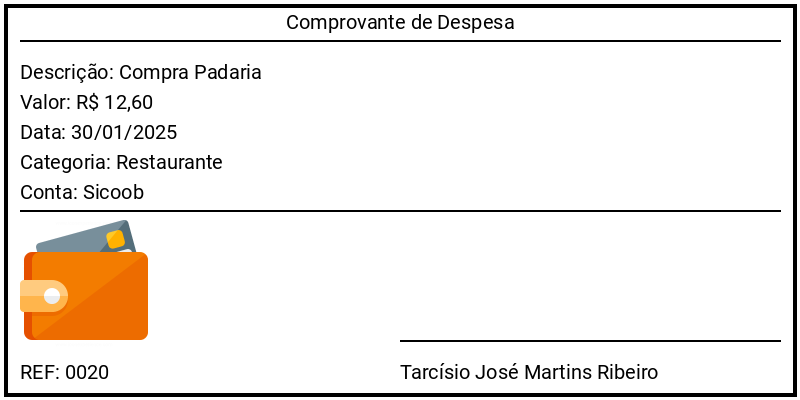 Comprovante de Despesa
Descrição: Compra Padaria
Valor: R$ 12,60
Data: 30/01/2025
Categoria: Restaurante
Conta: Sicoob
REF: 0020
Tarcísio José Martins Ribeiro